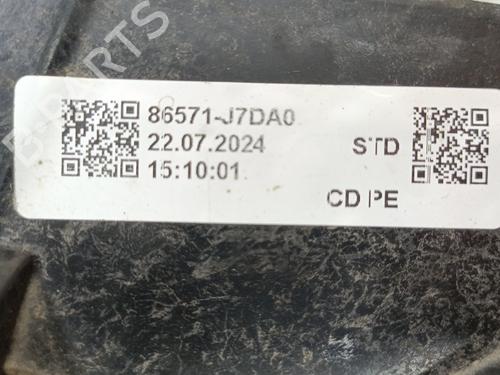 B-PARTS
86571-J7DA0
22.07.2024 STD
15:10:01
CD PE